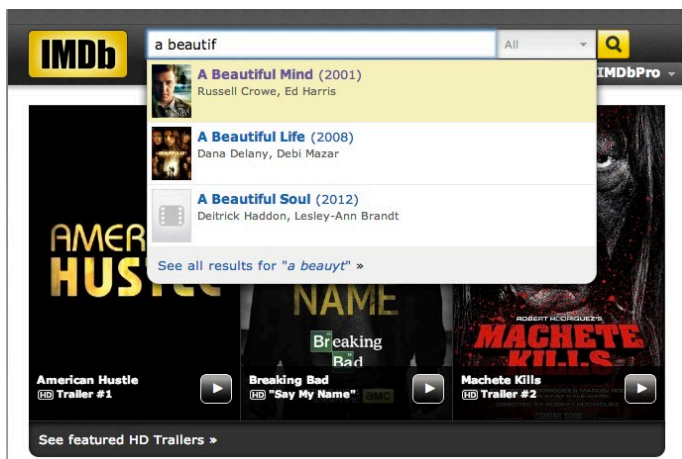 IMDb
a beautif
All
IMDbPro
A Beautiful Mind (2001)
Russell Crowe, Ed Harris
A Beautiful Life (2008)
Dana Delany, Debi Mazar
A Beautiful Soul (2012)
Deitrick Haddon, Lesley-Ann Brandt
See all results for "a beauyt" »
AMER
HUSTLE
NAME
Breaking
Bad
ROBERT RODRIGUEZ'S
MACHETE
KILLS
American Hustle
HD Trailer #1
Breaking Bad
HD "Say My Name"
amc
Machete Kills
HD Trailer #2
COMING SOON
See featured HD Trailers »